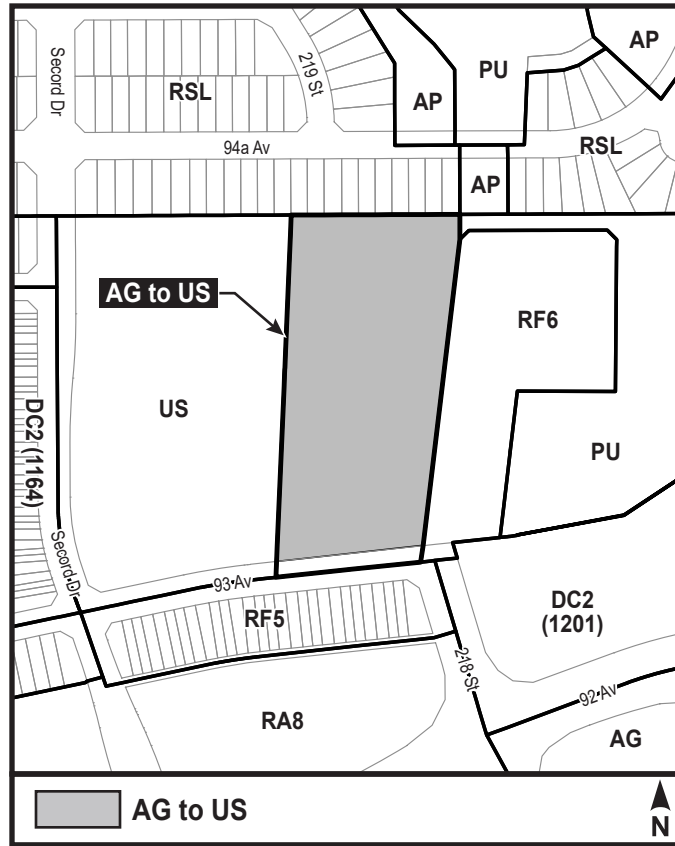 Secord Dr
219 St
AP
PU
AP
RSL
94a Av
RSL
AP
AG to US
RF6
US
DC2 (1164)
PU
Secord Dr
93 Av
RF5
DC2
(1201)
218 St
92 Av
RA8
AG
AG to US
N